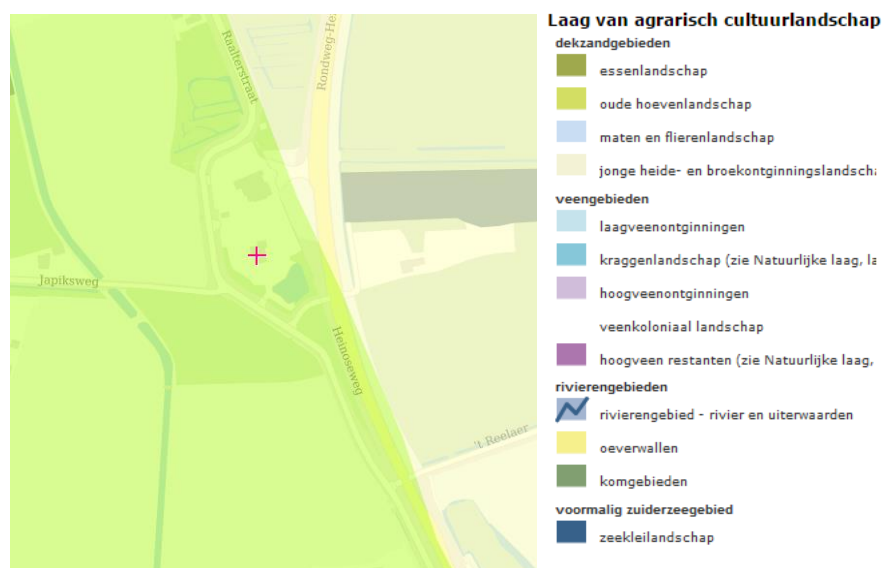 Raalterstraat
Rondweg-He
Japiksweg
Heinoseweg
't Reelaer
Laag van agrarisch cultuurlandschap
dekzandgebieden
essenlandschap
oude hoevenlandschap
maten en flierenlandschap
jonge heide- en broekontginningslandscha
veengebieden
laagveenontginningen
kraggenlandschap (zie Natuurlijke laag, la
hoogveenontginningen
veenkoloniaal landschap
hoogveen restanten (zie Natuurlijke laag,
rivierengebieden
rivierengebied - rivier en uiterwaarden
oeverwallen
komgebieden
voormalig zuiderzeegebied
zeekleilandschap